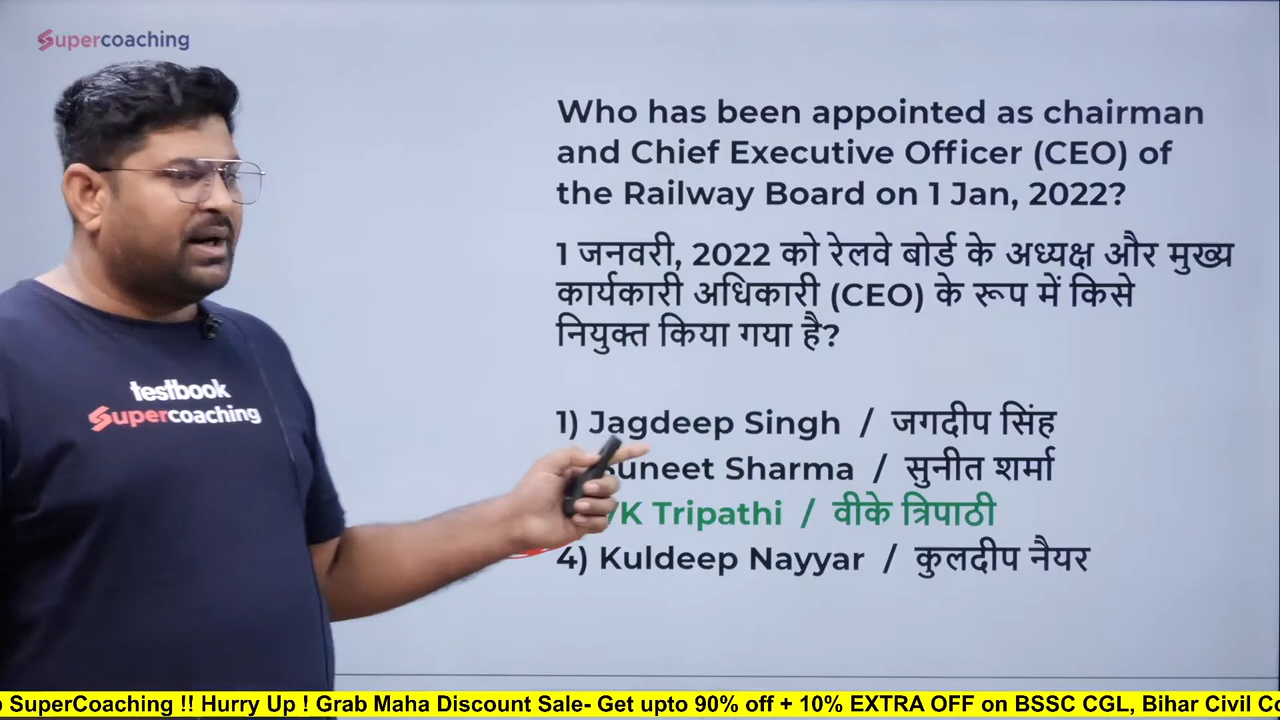 Supercoaching
Who has been appointed as chairman
and Chief Executive Officer (CEO) of
the Railway Board on 1 Jan, 2022?
1 जनवरी, 2022 को रेलवे बोर्ड के अध्यक्ष और मुख्य
कार्यकारी अधिकारी (CEO) के रूप में किसे
नियुक्त किया गया है?
testbook
Supercoaching
1) Jagdeep Singh / जगदीप सिंह
Suneet Sharma / सुनीत शर्मा
K Tripathi / वीके त्रिपाठी
4) Kuldeep Nayyar / कुलदीप नैयर
SuperCoaching !! Hurry Up ! Grab Maha Discount Sale- Get upto 90% off + 10% EXTRA OFF on BSSC CGL, Bihar Civil